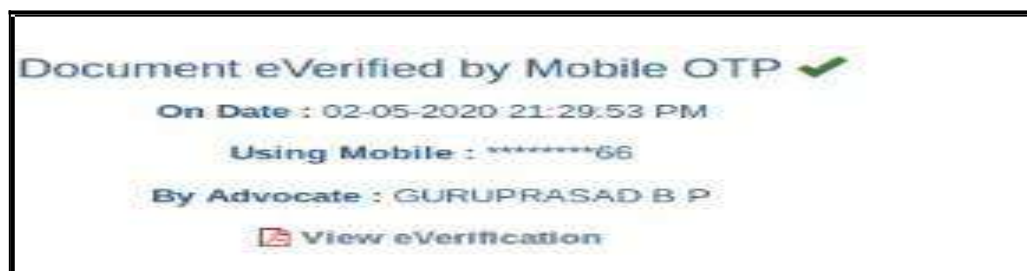 Document eVerified by Mobile OTP
On Date : 02-05-2020 21:29:53 PM
Using Mobile : ********66
By Advocate : GURUPRASAD B P
View eVerification